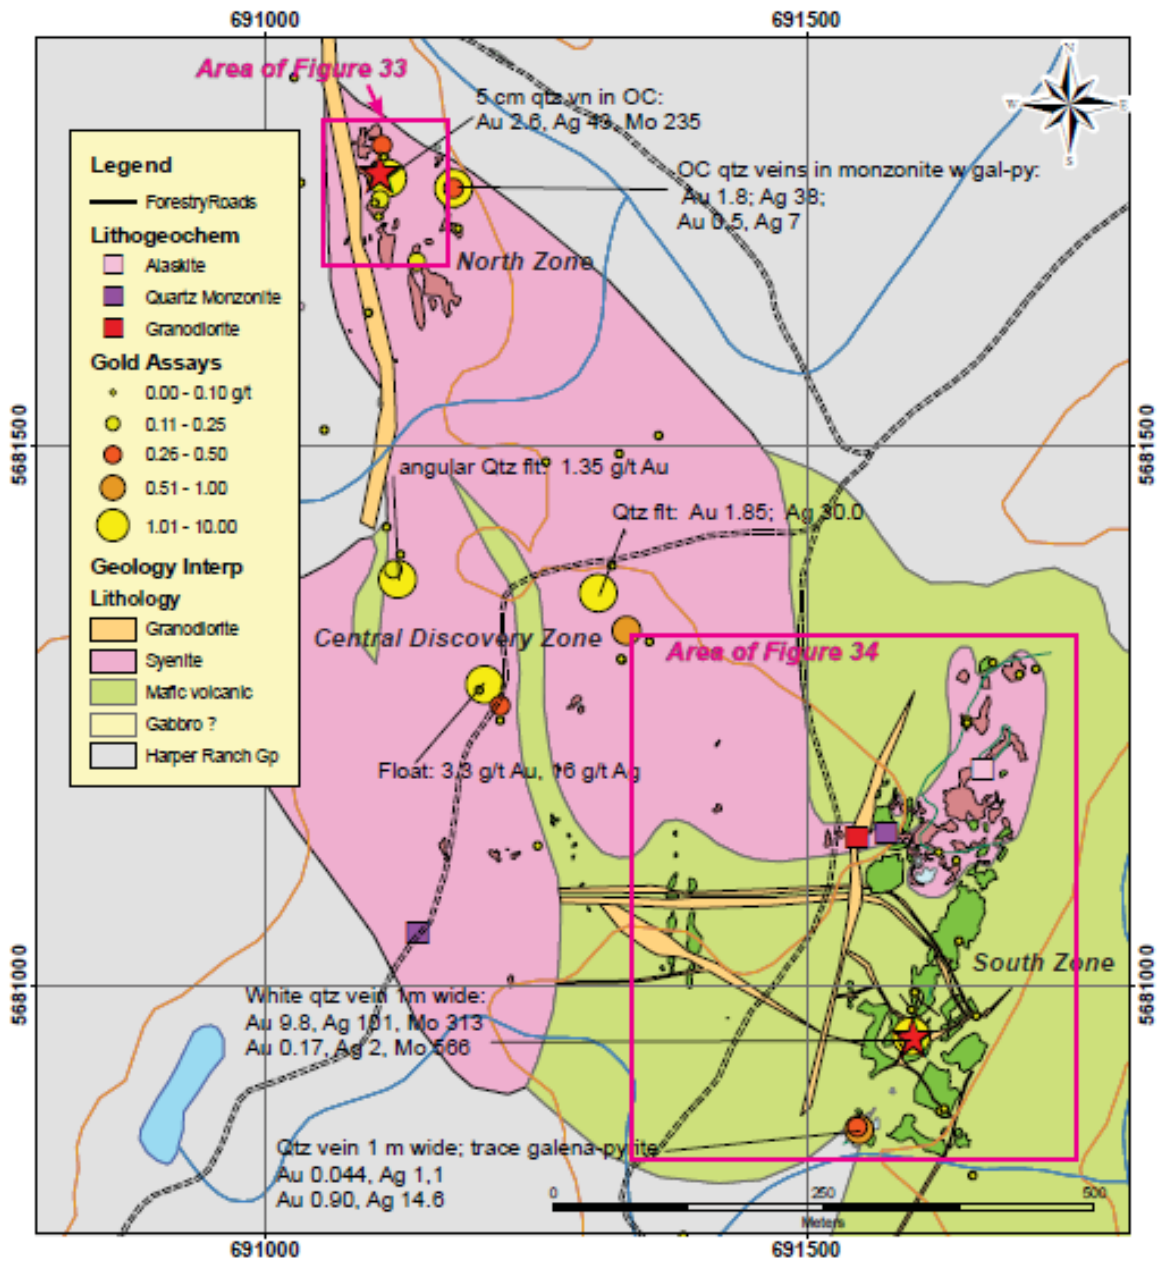 691000
691500
Area of Figure 33
5 cm qtz vn in OC:
Au 2.6, Ag 49, Mo 235
N
W
E
S
OC qtz veins in monzonite w gal-py:
Au 1.8; Ag 38;
Au 0.5, Ag 7
North Zone
Legend
ForestryRoads
Lithogeochem
Alaskite
Quartz Monzonite
Granodiorite
Gold Assays
0.00 - 0.10 g/t
0.11 - 0.25
0.26 - 0.50
0.51 - 1.00
1.01 - 10.00
Geology Interp
Lithology
Granodiorite
Syenite
Mafic volcanic
Gabbro ?
Harper Ranch Gp
5681500
5681500
angular Qtz flt: 1.35 g/t Au
Qtz flt: Au 1.85; Ag 30.0
Central Discovery Zone
Area of Figure 34
Float: 3.3 g/t Au, 16 g/t Ag
South Zone
5681000
5681000
White qtz vein 1m wide:
Au 9.8, Ag 101, Mo 313
Au 0.17, Ag 2, Mo 566
Qtz vein 1 m wide; trace galena-pyrite
Au 0.044, Ag 1,1
Au 0.90, Ag 14.6
0
250
500
Meters
691000
691500